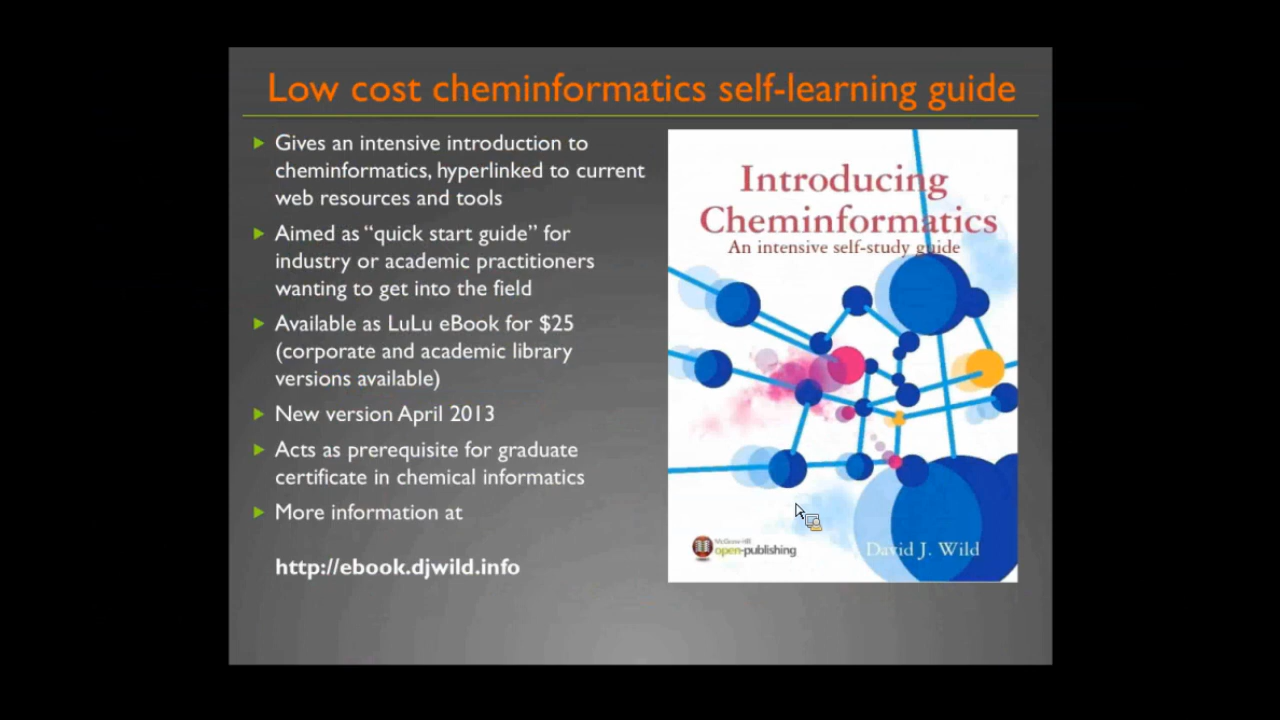 Low cost cheminformatics self-learning guide
Gives an intensive introduction to
cheminformatics, hyperlinked to current
web resources and tools
Aimed as “quick start guide” for
industry or academic practitioners
wanting to get into the field
Available as LuLu eBook for $25
(corporate and academic library
versions available)
New version April 2013
Acts as prerequisite for graduate
certificate in chemical informatics
More information at
http://ebook.djwild.info
Introducing
Cheminformatics
An intensive self-study guide
open-publishing
David J. Wild